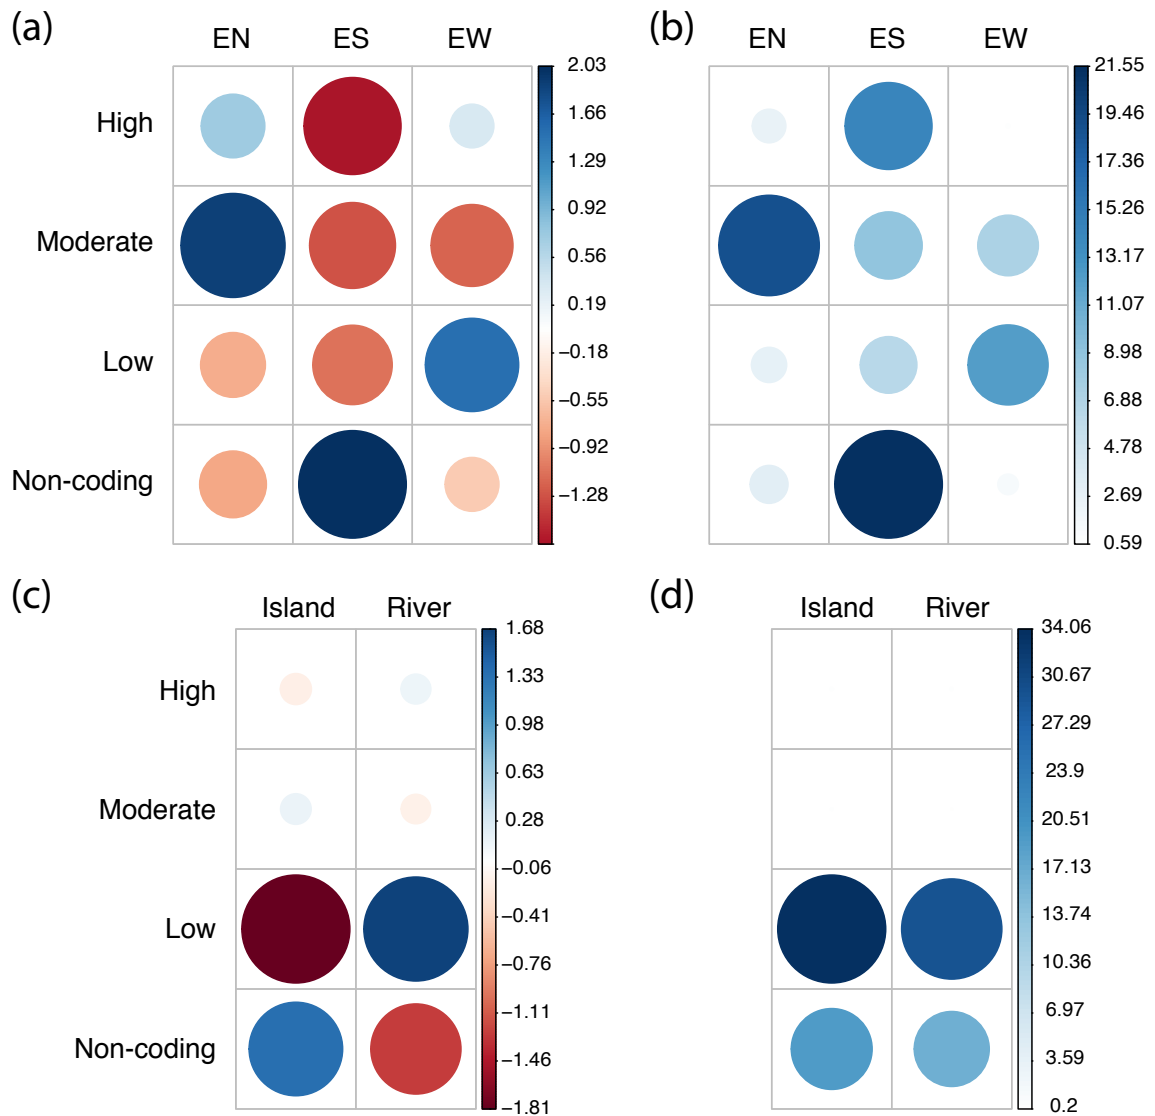 (a)
EN ES EW
High
Moderate
Low
Non-coding
2.03
1.66
1.29
0.92
0.56
0.19
−0.18
−0.55
−0.92
−1.28
(b)
EN ES EW
21.55
19.46
17.36
15.26
13.17
11.07
8.98
6.88
4.78
2.69
0.59
(c)
Island River
High
Moderate
Low
Non-coding
1.68
1.33
0.98
0.63
0.28
−0.06
−0.41
−0.76
−1.11
−1.46
−1.81
(d)
Island River
34.06
30.67
27.29
23.9
20.51
17.13
13.74
10.36
6.97
3.59
0.2